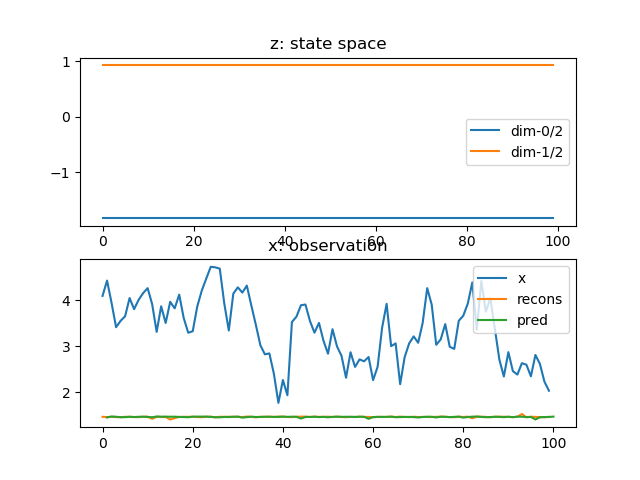 z: state space
1
0
−1
dim-0/2
dim-1/2
0 20 40 60 80 100
x: observation
4
3
2
x
recons
pred
0 20 40 60 80 100